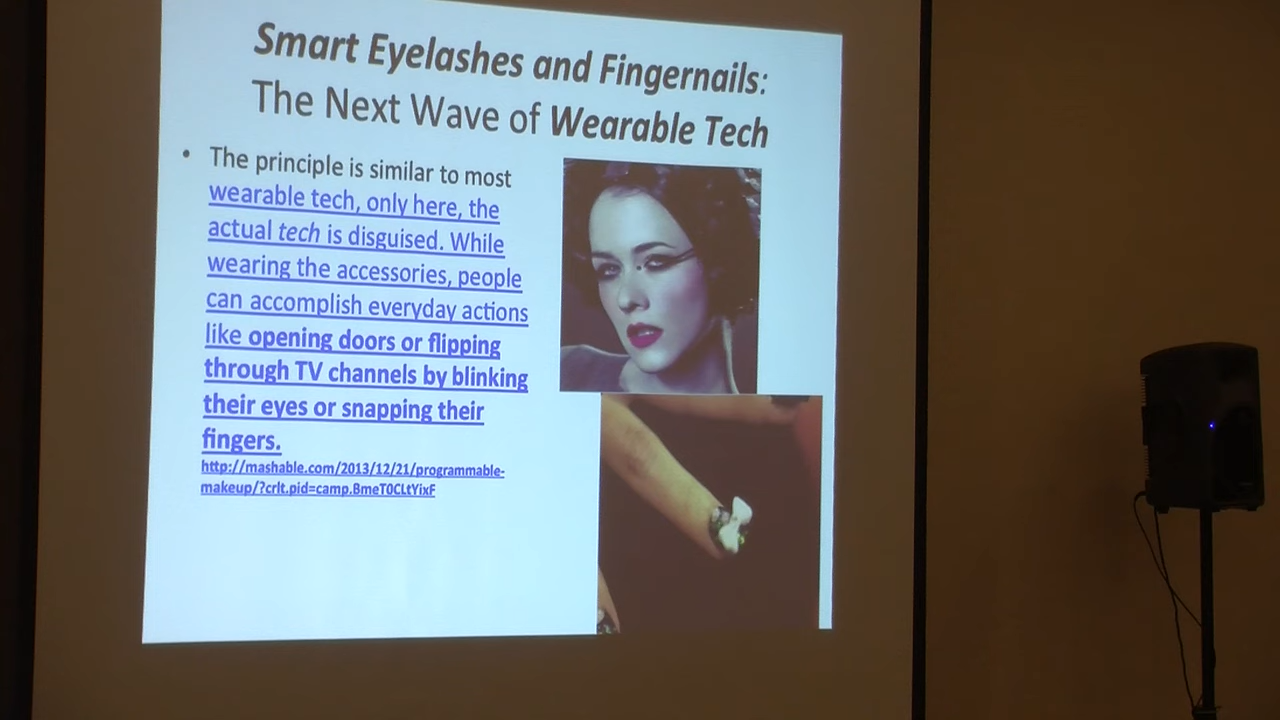 Smart Eyelashes and Fingernails:
The Next Wave of Wearable Tech
• The principle is similar to most
wearable tech, only here, the
actual tech is disguised. While
wearing the accessories, people
can accomplish everyday actions
like opening doors or flipping
through TV channels by blinking
their eyes or snapping their
fingers.
http://mashable.com/2013/12/21/programmable-
makeup/?crlt.pid=camp.BmeT0CLtYixF